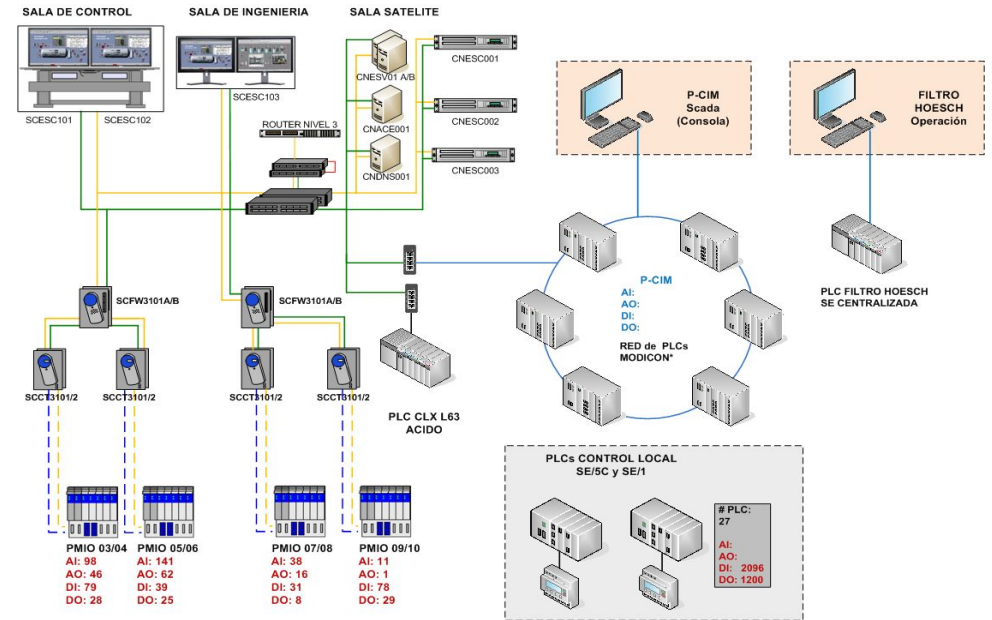 SALA DE CONTROL
SALA DE INGENIERIA
SALA SATELITE
SCESC101
SCESC102
SCESC103
ROUTER NIVEL 3
CNESV01 A/B
CNACE001
CNDNS001
CNESC001
CNESC002
CNESC003
P-CIM
Scada
(Consola)
FILTRO
HOESCH
Operación
SCFW3101A/B
SCFW3101A/B
SCCT3101/2
SCCT3101/2
SCCT3101/2
SCCT3101/2
PLC CLX L63
ACIDO
P-CIM
AI:
AO:
DI:
DO:
RED de PLCs
MODICON*
PLC FILTRO HOESCH
SE CENTRALIZADA
PMIO 03/04
AI: 98
AO: 46
DI: 79
DO: 28
PMIO 05/06
AI: 141
AO: 62
DI: 39
DO: 25
PMIO 07/08
AI: 38
AO: 16
DI: 31
DO: 8
PMIO 09/10
AI: 11
AO: 1
DI: 78
DO: 29
PLCs CONTROL LOCAL
SE/5C y SE/1
# PLC:
27
AI:
AO:
DI: 2096
DO: 1200